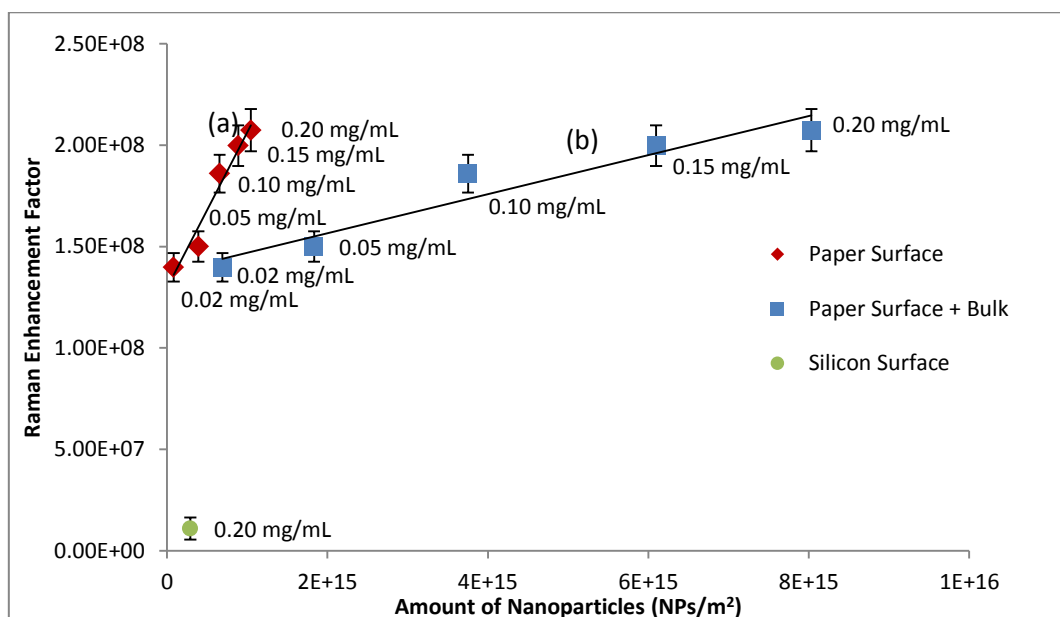 2.50E+08
2.00E+08
1.50E+08
1.00E+08
5.00E+07
0.00E+00
Raman Enhancement Factor
(a)
0.20 mg/mL
0.15 mg/mL
0.10 mg/mL
0.05 mg/mL
0.02 mg/mL
(b)
0.20 mg/mL
0.15 mg/mL
0.10 mg/mL
0.05 mg/mL
0.02 mg/mL
Paper Surface
Paper Surface + Bulk
Silicon Surface
0.20 mg/mL
0
2E+15
4E+15
6E+15
8E+15
1E+16
Amount of Nanoparticles (NPs/m²)